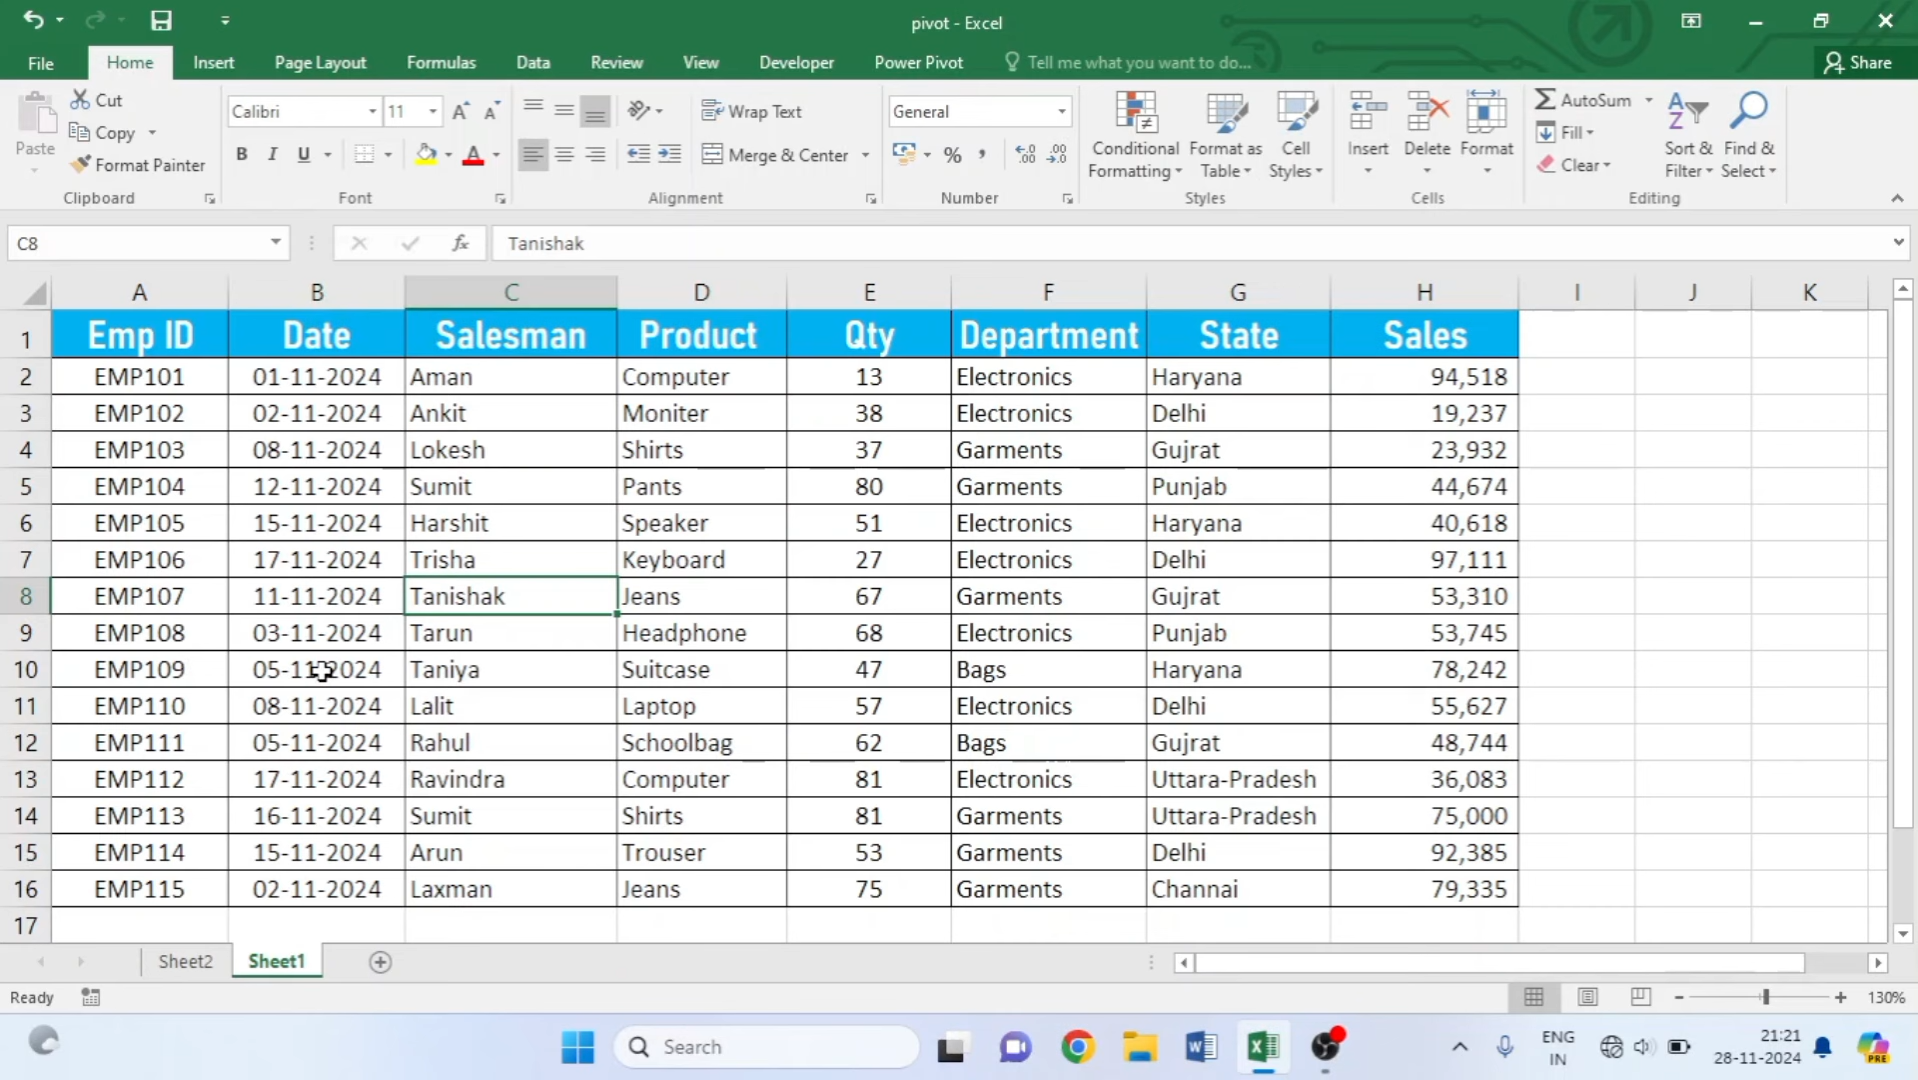 pivot - Excel
File Home Insert Page Layout Formulas Data Review View Developer Power Pivot Tell me what you want to do... Share
Paste Cut Copy Format Painter Clipboard
Calibri 11 A A B I U A Font
Wrap Text Merge & Center Alignment
General % , Number
Conditional Formatting Format as Table Cell Styles Styles
Insert Delete Format Cells
AutoSum Fill Clear Sort & Filter Find & Select Editing
C8 fx Tanishak
A B C D E F G H I J K
1 Emp ID Date Salesman Product Qty Department State Sales
2 EMP101 01-11-2024 Aman Computer 13 Electronics Haryana 94,518
3 EMP102 02-11-2024 Ankit Moniter 38 Electronics Delhi 19,237
4 EMP103 08-11-2024 Lokesh Shirts 37 Garments Gujrat 23,932
5 EMP104 12-11-2024 Sumit Pants 80 Garments Punjab 44,674
6 EMP105 15-11-2024 Harshit Speaker 51 Electronics Haryana 40,618
7 EMP106 17-11-2024 Trisha Keyboard 27 Electronics Delhi 97,111
8 EMP107 11-11-2024 Tanishak Jeans 67 Garments Gujrat 53,310
9 EMP108 03-11-2024 Tarun Headphone 68 Electronics Punjab 53,745
10 EMP109 05-11-2024 Taniya Suitcase 47 Bags Haryana 78,242
11 EMP110 08-11-2024 Lalit Laptop 57 Electronics Delhi 55,627
12 EMP111 05-11-2024 Rahul Schoolbag 62 Bags Gujrat 48,744
13 EMP112 17-11-2024 Ravindra Computer 81 Electronics Uttara-Pradesh 36,083
14 EMP113 16-11-2024 Sumit Shirts 81 Garments Uttara-Pradesh 75,000
15 EMP114 15-11-2024 Arun Trouser 53 Garments Delhi 92,385
16 EMP115 02-11-2024 Laxman Jeans 75 Garments Channai 79,335
17
Sheet2 Sheet1
Ready 130%
Search ENG IN 21:21 28-11-2024 PRE